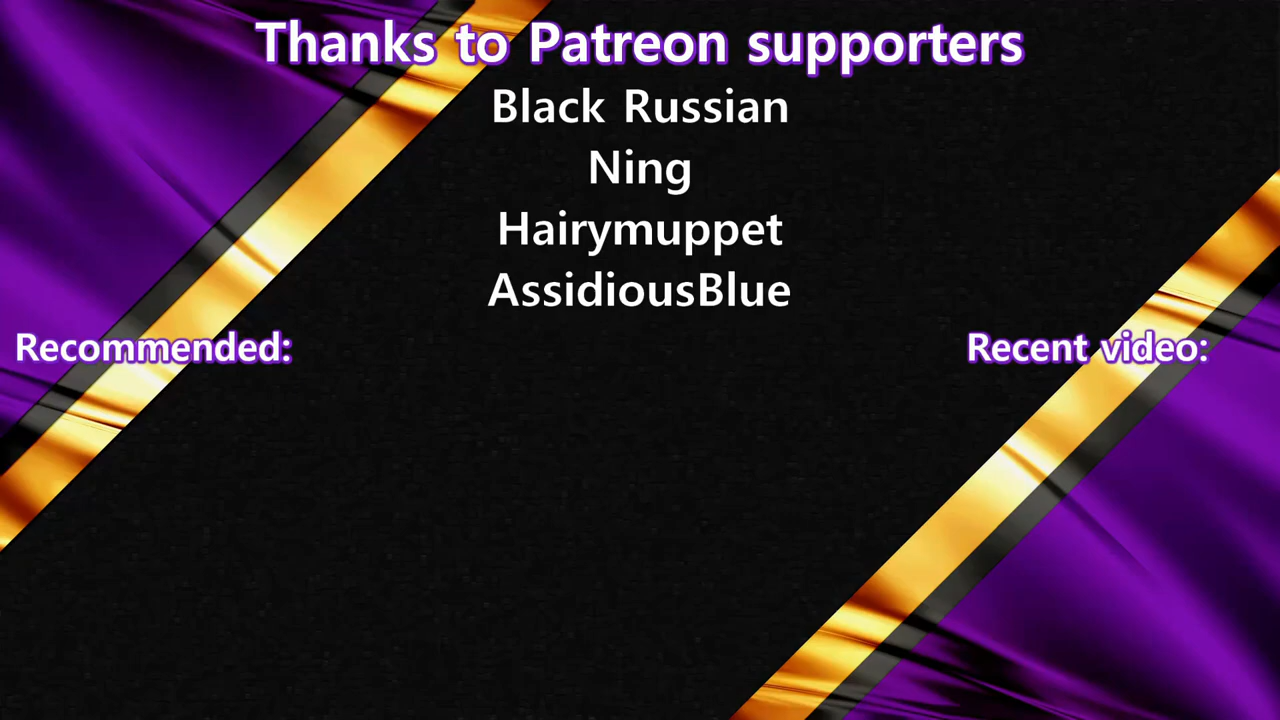 Thanks to Patreon supporters
Black Russian
Ning
Hairymuppet
AssidiousBlue
Recommended:
Recent video: